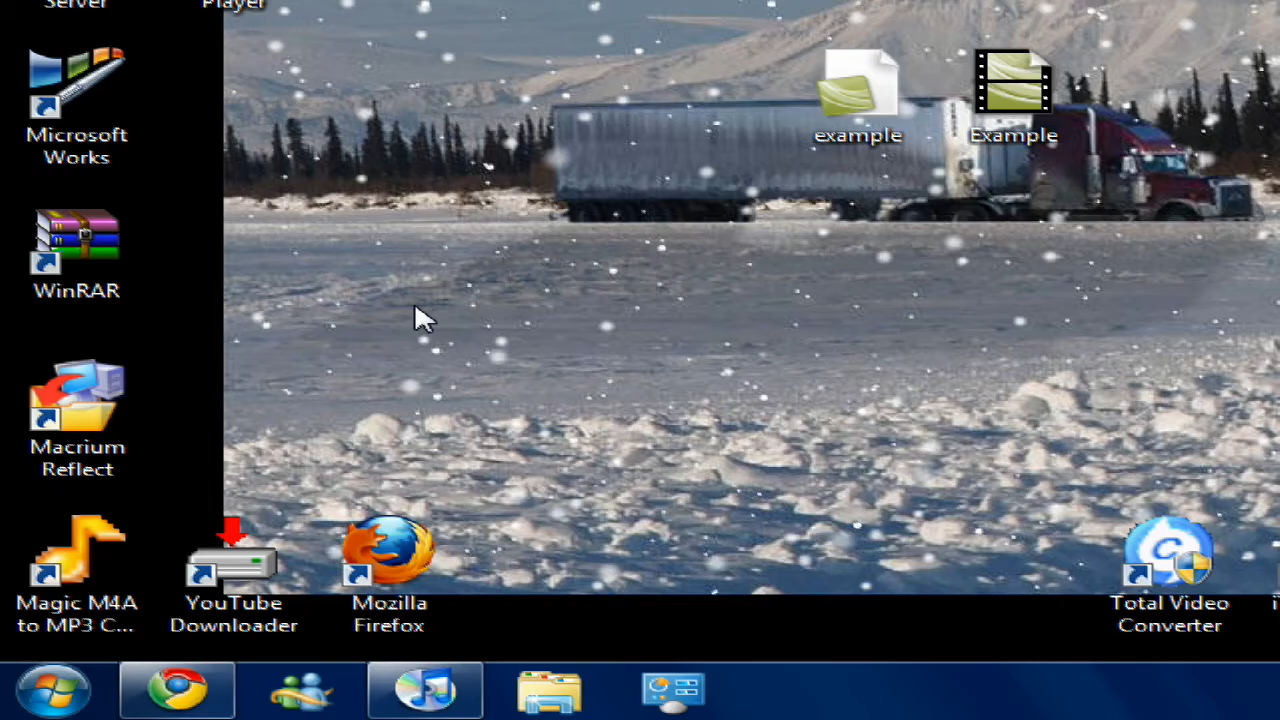 Server
Player
example
Example
Microsoft
Works
WinRAR
Macrium
Reflect
Magic M4A
to MP3 C...
YouTube
Downloader
Mozilla
Firefox
Total Video
Converter